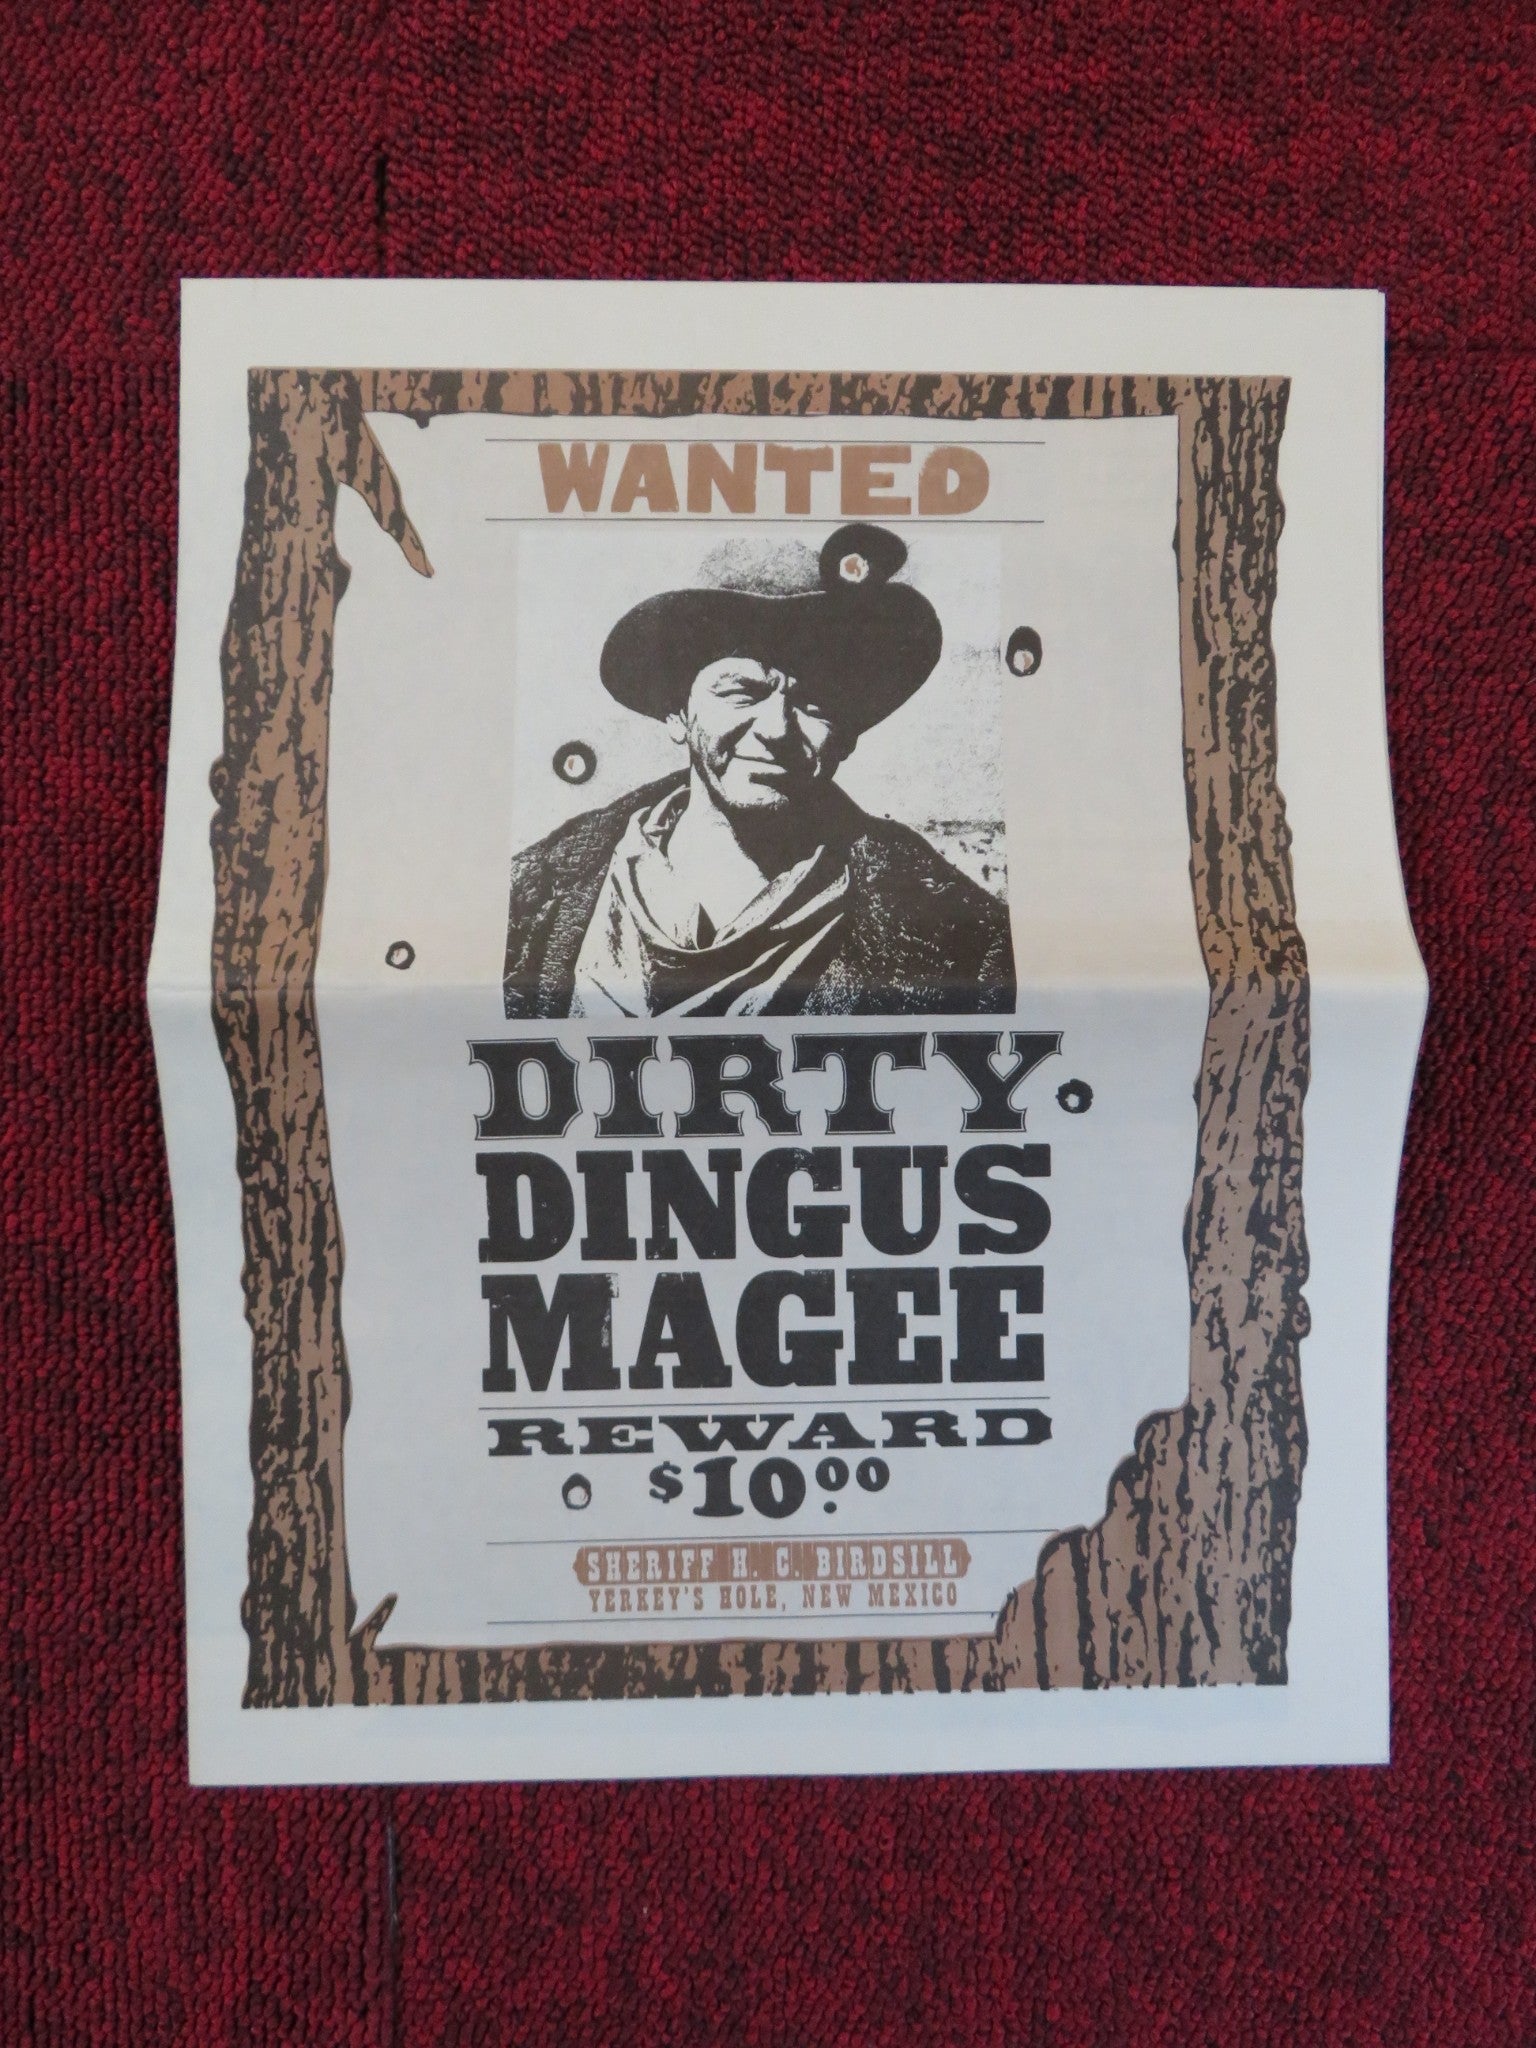 WANTED
DIRTY
DINGUS
MAGEE
REWARD
$10.00
SHERIFF H. C. BIRDSILL
YERKEY'S HOLE, NEW MEXICO